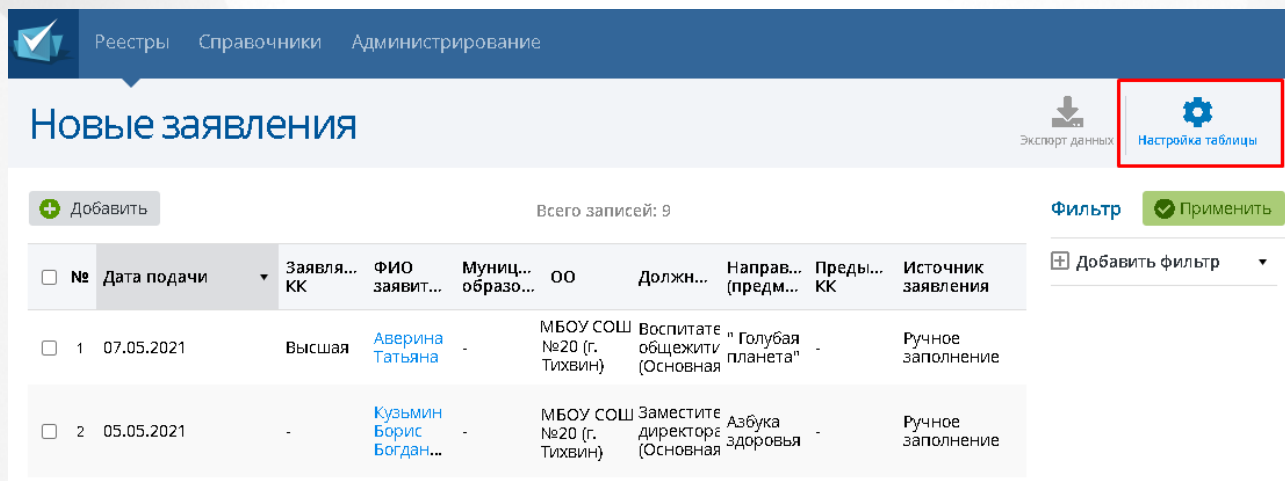 Реестры Справочники Администрирование
Новые заявления
Экспорт данных
Настройка таблицы
Добавить
Всего записей: 9
Фильтр
Применить
Добавить фильтр
№ Дата подачи Заявля... КК ФИО заявит... Муниц... образо... ОО Должн... Направ... (предм... Преды... КК Источник заявления
1 07.05.2021 Высшая Аверина Татьяна - МБОУ СОШ №20 (г. Тихвин) Воспитате общежити (Основная " Голубая планета" - Ручное заполнение
2 05.05.2021 - Кузьмин Борис Богдан... - МБОУ СОШ №20 (г. Тихвин) Заместите директора (Основная Азбука здоровья - Ручное заполнение